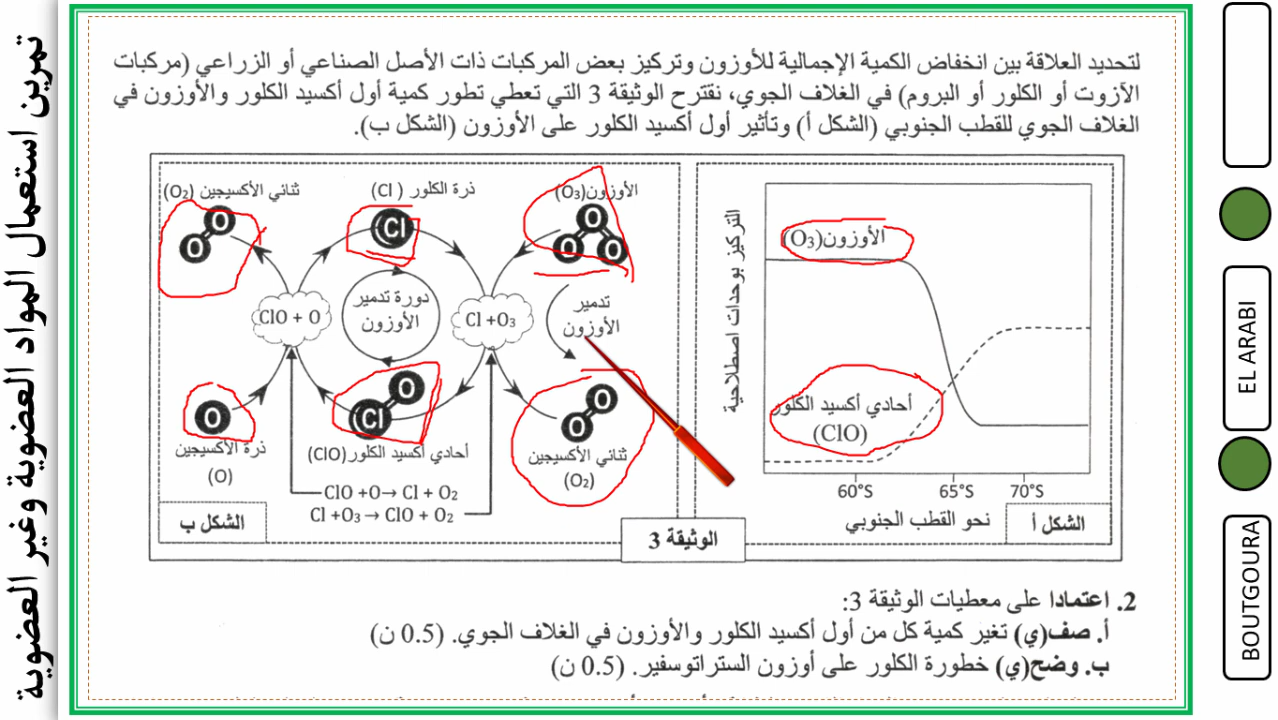 تمرين استعمال المواد العضوية وغير العضوية
لتحديد العلاقة بين انخفاض الكمية الإجمالية للأوزون وتركيز بعض المركبات ذات الأصل الصناعي أو الزراعي (مركبات
الآزوت أو الكلور أو البروم) في الغلاف الجوي، نقترح الوثيقة 3 التي تعطي تطور كمية أول أكسيد الكلور والأوزون في
الغلاف الجوي للقطب الجنوبي (الشكل أ) وتأثير أول أكسيد الكلور على الأوزون (الشكل ب).
التركيز بوحدات اصطلاحية
الأوزون(O3)
أحادي أكسيد الكلور
(ClO)
60°S
65°S
70°S
نحو القطب الجنوبي
الشكل أ
الأوزون(O3)
ذرة الكلور ( Cl)
ثنائي الأكسيجين (O2)
O
O
O
Cl
O
O
تدمير
الأوزون
Cl +O3
دورة تدمير
الأوزون
ClO + O
O
O
Cl
O
O
ثنائي الأكسيجين
(O2)
أحادي أكسيد الكلور(ClO)
ذرة الأكسيجين
(O)
ClO +O→ Cl + O2
Cl +O3 → ClO + O2
الشكل ب
الوثيقة 3
2. اعتمادا على معطيات الوثيقة 3:
أ. صف(ي) تغير كمية كل من أول أكسيد الكلور والأوزون في الغلاف الجوي. (0.5 ن)
ب. وضح(ي) خطورة الكلور على أوزون الستراتوسفير. (0.5 ن)
EL ARABI
BOUTGOURA